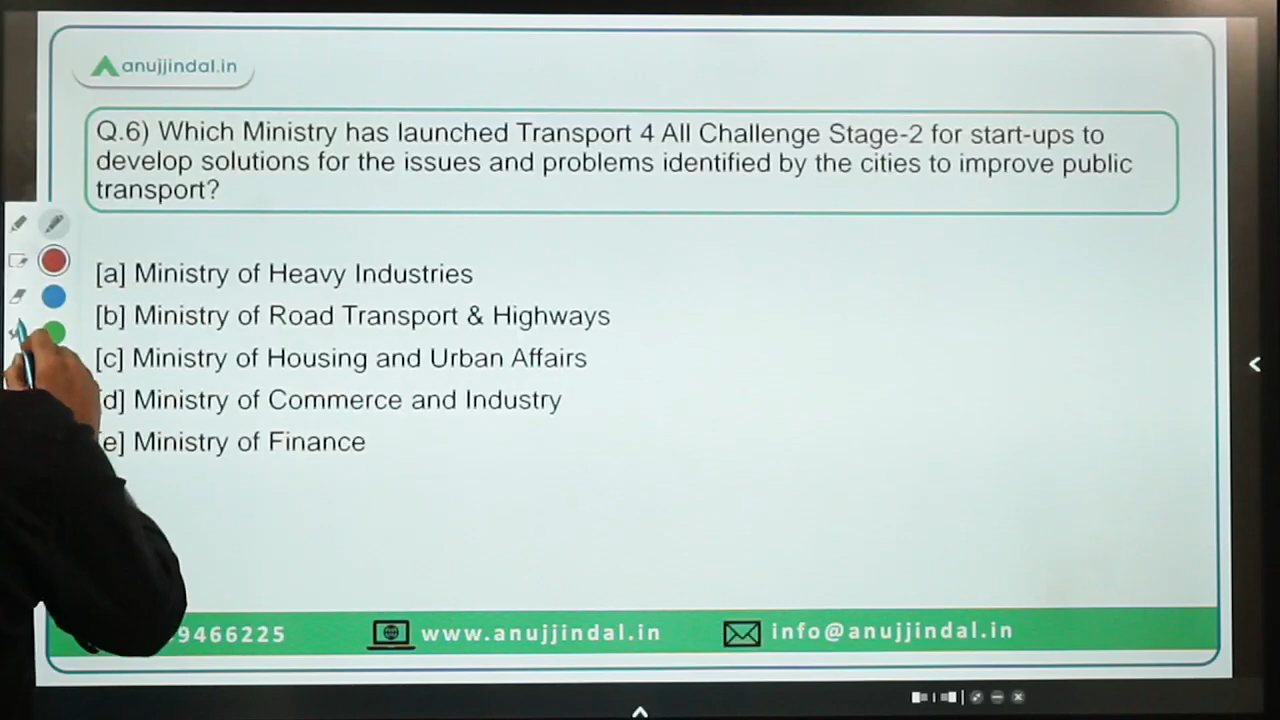 anujjindal.in
Q.6) Which Ministry has launched Transport 4 All Challenge Stage-2 for start-ups to
develop solutions for the issues and problems identified by the cities to improve public
transport?
[a] Ministry of Heavy Industries
[b] Ministry of Road Transport & Highways
[c] Ministry of Housing and Urban Affairs
[d] Ministry of Commerce and Industry
[e] Ministry of Finance
9466225
www.anujjindal.in
info@anujjindal.in